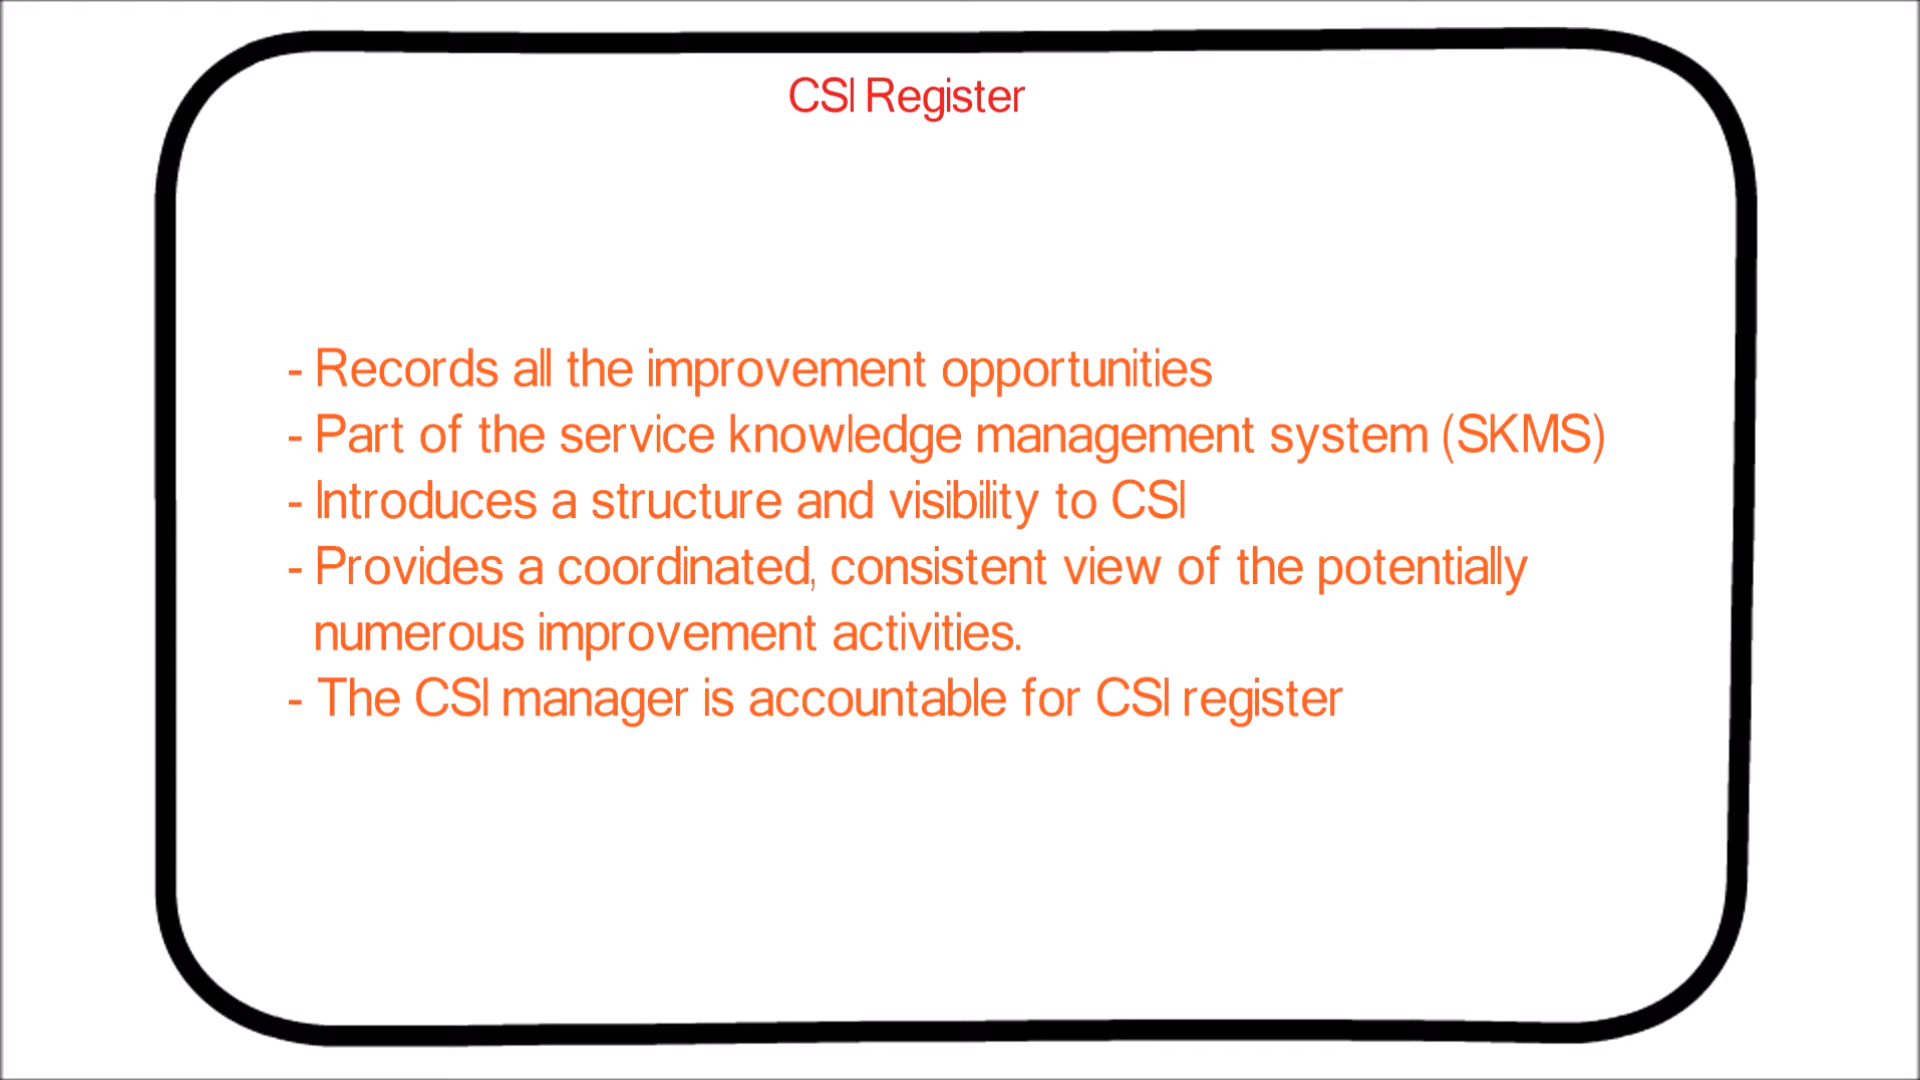 CSI Register
- Records all the improvement opportunities
- Part of the service knowledge management system (SKMS)
- Introduces a structure and visibility to CSI
- Provides a coordinated, consistent view of the potentially
numerous improvement activities.
- The CSI manager is accountable for CSI register